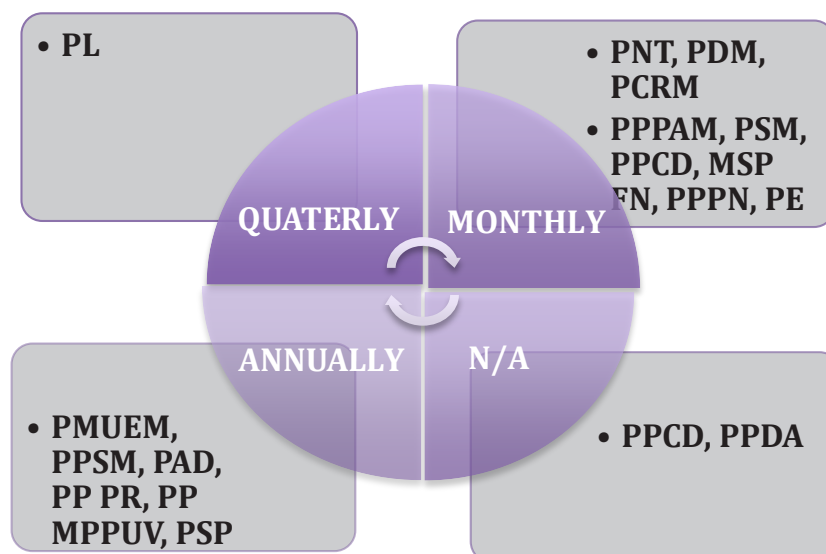 • PL
• PNT, PDM,
PCRM
• PPPAM, PSM,
PPCD, MSP
FN, PPPN, PE
QUATERLY
MONTHLY
ANNUALLY
N/A
• PMUEM,
PPSM, PAD,
PP PR, PP
MPPUV, PSP
• PPCD, PPDA